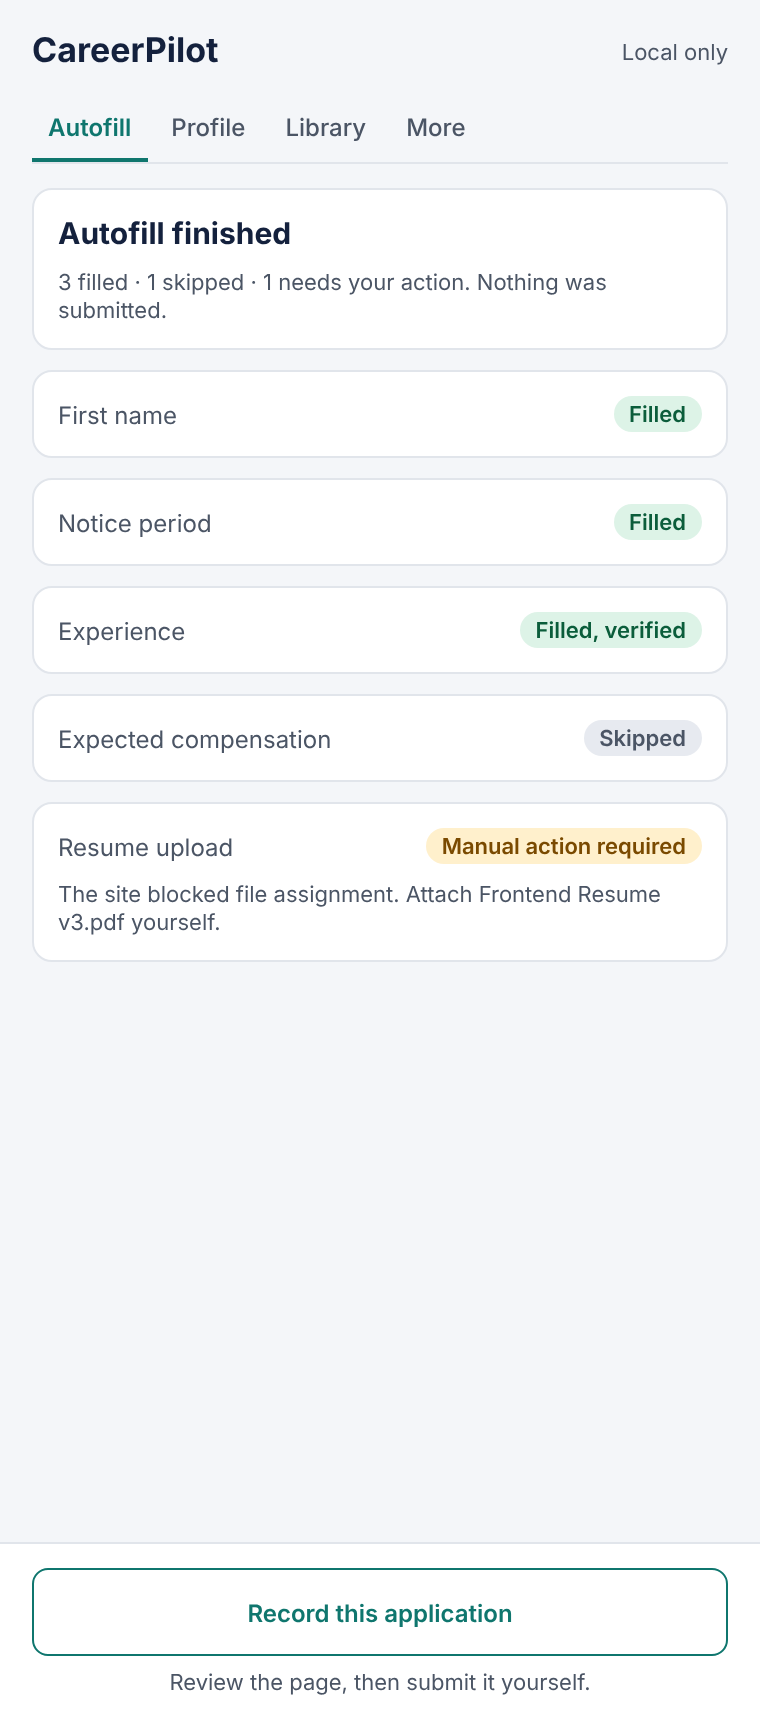 CareerPilot
Local only
Autofill
Profile
Library
More
Autofill finished
3 filled · 1 skipped · 1 needs your action. Nothing was
submitted.
First name
Filled
Notice period
Filled
Experience
Filled, verified
Expected compensation
Skipped
Resume upload
Manual action required
The site blocked file assignment. Attach Frontend Resume
v3.pdf yourself.
Record this application
Review the page, then submit it yourself.